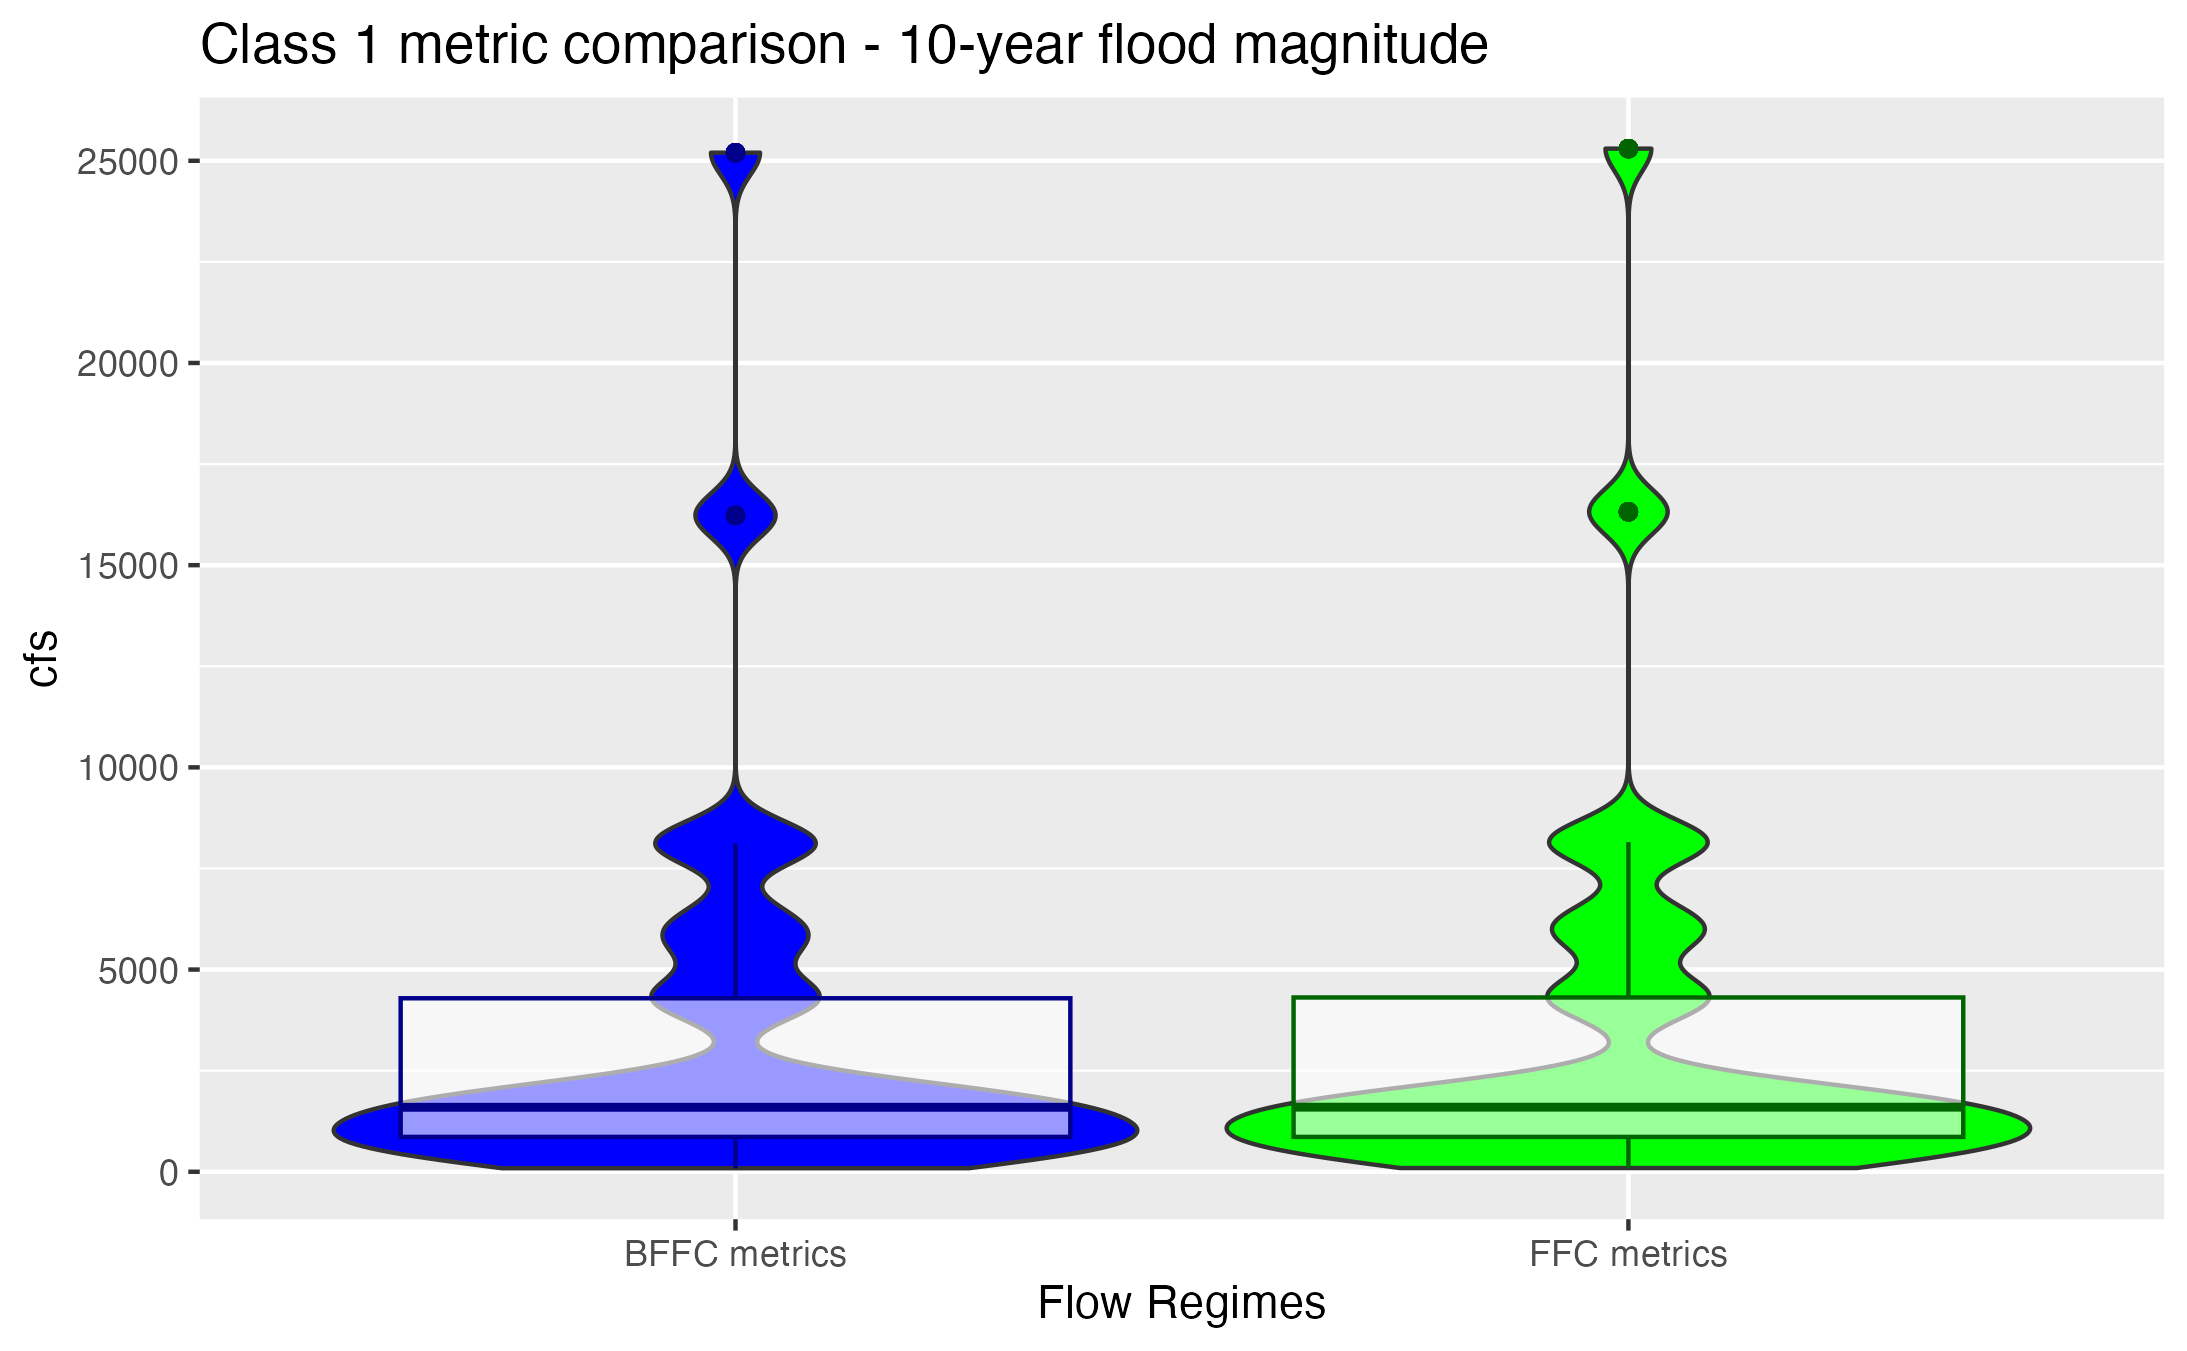 Class 1 metric comparison - 10-year flood magnitude
25000
20000
15000
10000
5000
0
cfs
BFFC metrics
FFC metrics
Flow Regimes